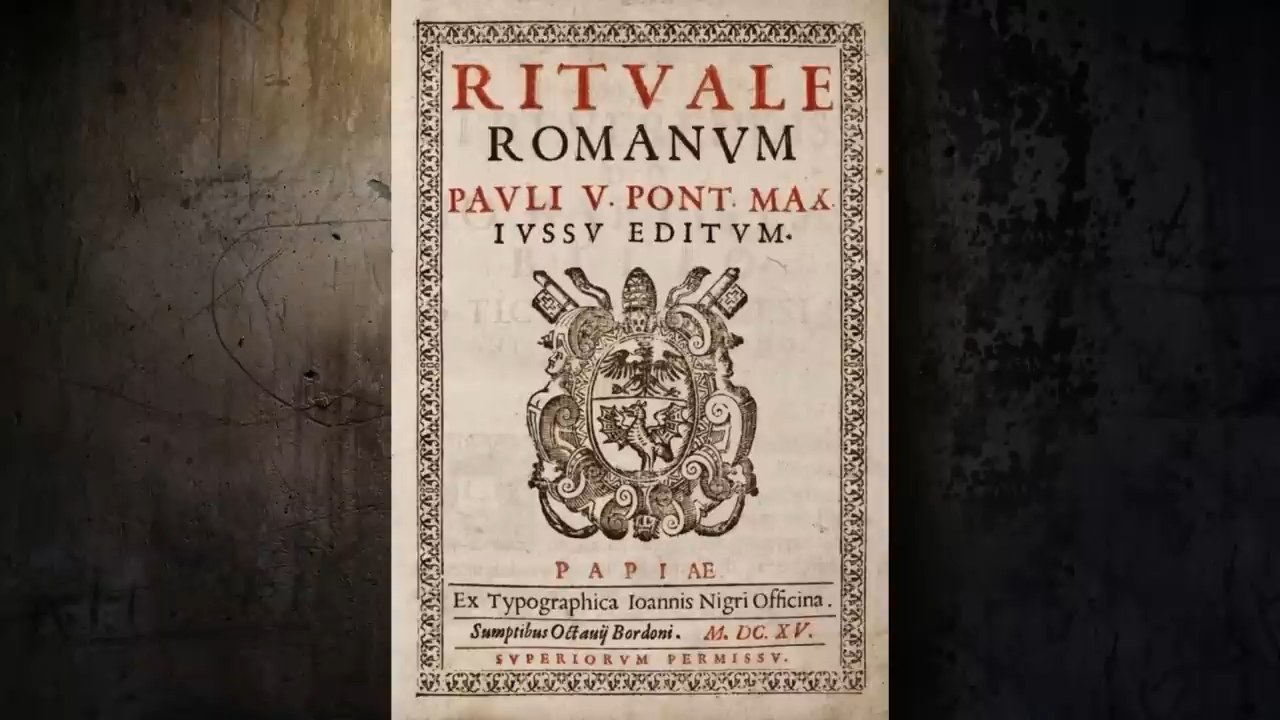 RITVALE
ROMANVM
PAVLI V. PONT. MAX.
IVSSV EDITVM.
PAPIAE
Ex Typographica Ioannis Nigri Officina.
Sumptibus Octauij Bordoni. M. DC. XV.
SVPERIORVM PERMISSV.